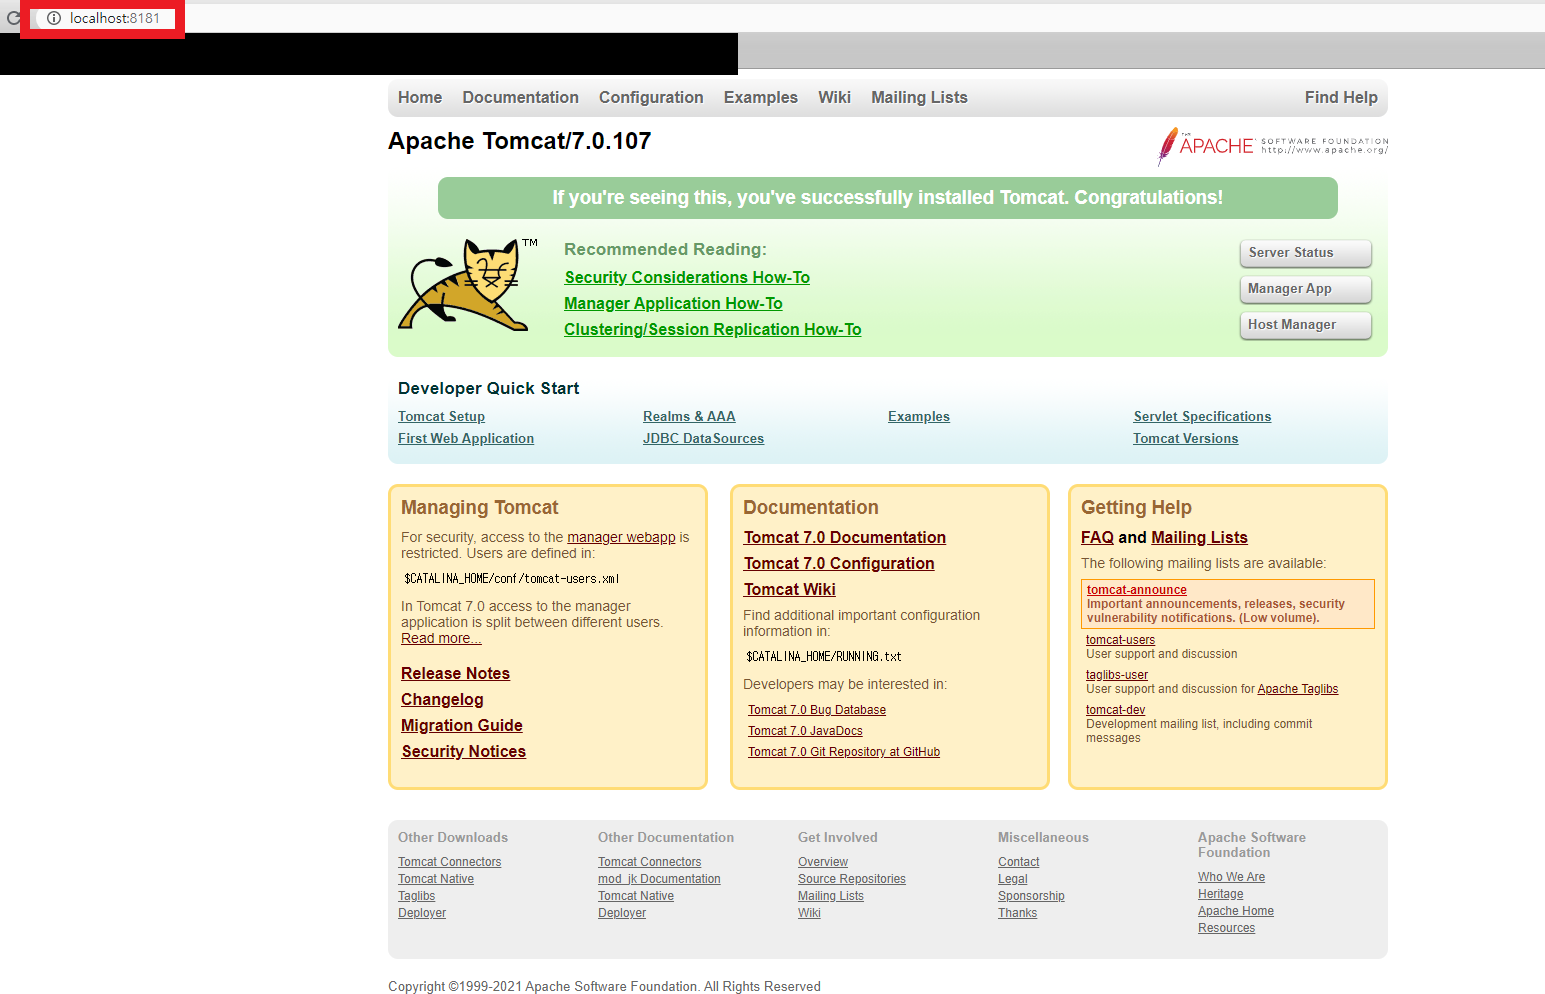 localhost:8181
Home Documentation Configuration Examples Wiki Mailing Lists Find Help
Apache Tomcat/7.0.107
THE APACHE SOFTWARE FOUNDATION
http://www.apache.org/
If you're seeing this, you've successfully installed Tomcat. Congratulations!
TM
Recommended Reading:
Security Considerations How-To
Manager Application How-To
Clustering/Session Replication How-To
Server Status
Manager App
Host Manager
Developer Quick Start
Tomcat Setup
First Web Application
Realms & AAA
JDBC DataSources
Examples
Servlet Specifications
Tomcat Versions
Managing Tomcat
For security, access to the manager webapp is
restricted. Users are defined in:
$CATALINA_HOME/conf/tomcat-users.xml
In Tomcat 7.0 access to the manager
application is split between different users.
Read more...
Release Notes
Changelog
Migration Guide
Security Notices
Documentation
Tomcat 7.0 Documentation
Tomcat 7.0 Configuration
Tomcat Wiki
Find additional important configuration
information in:
$CATALINA_HOME/RUNNING.txt
Developers may be interested in:
Tomcat 7.0 Bug Database
Tomcat 7.0 JavaDocs
Tomcat 7.0 Git Repository at GitHub
Getting Help
FAQ and Mailing Lists
The following mailing lists are available:
tomcat-announce
Important announcements, releases, security
vulnerability notifications. (Low volume).
tomcat-users
User support and discussion
taglibs-user
User support and discussion for Apache Taglibs
tomcat-dev
Development mailing list, including commit
messages
Other Downloads
Tomcat Connectors
Tomcat Native
Taglibs
Deployer
Other Documentation
Tomcat Connectors
mod_jk Documentation
Tomcat Native
Deployer
Get Involved
Overview
Source Repositories
Mailing Lists
Wiki
Miscellaneous
Contact
Legal
Sponsorship
Thanks
Apache Software
Foundation
Who We Are
Heritage
Apache Home
Resources
Copyright ©1999-2021 Apache Software Foundation. All Rights Reserved